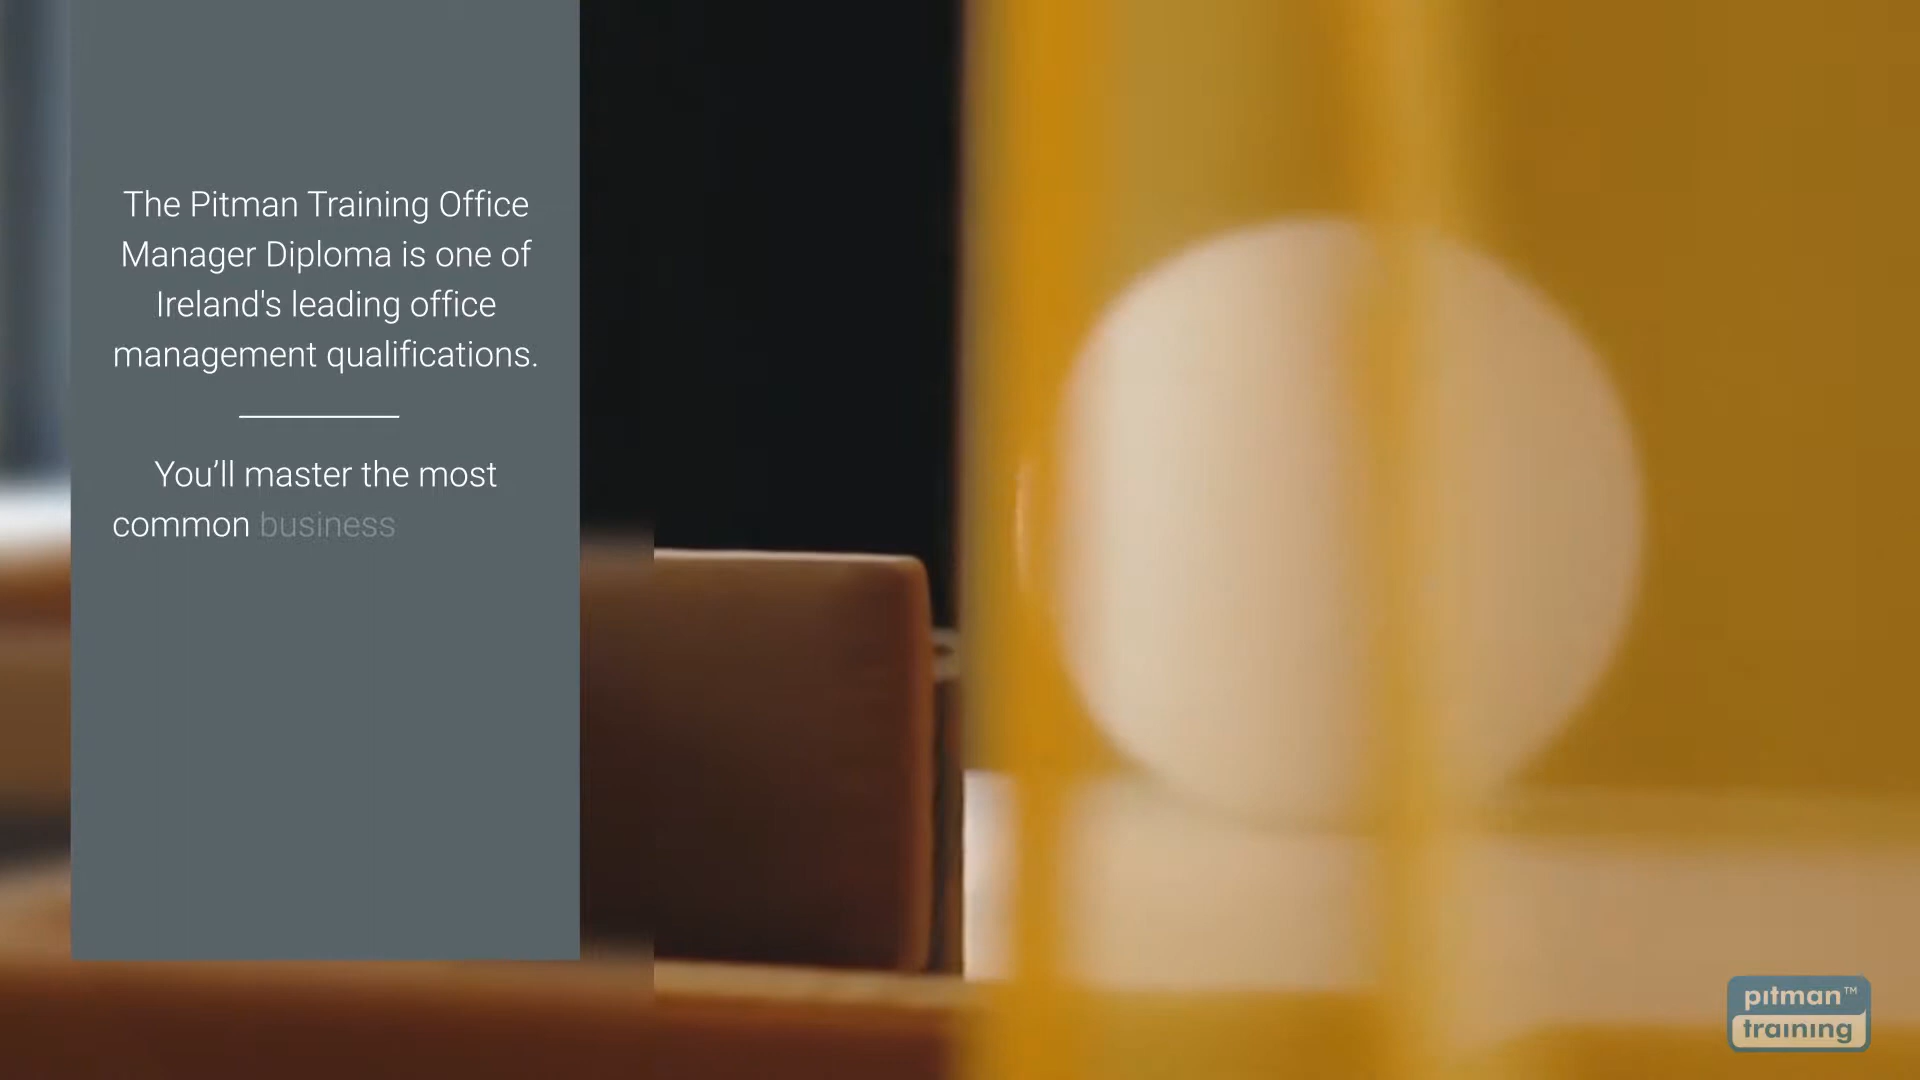 The Pitman Training Office
Manager Diploma is one of
Ireland's leading office
management qualifications.
You’ll master the most
common business
pitman™
training